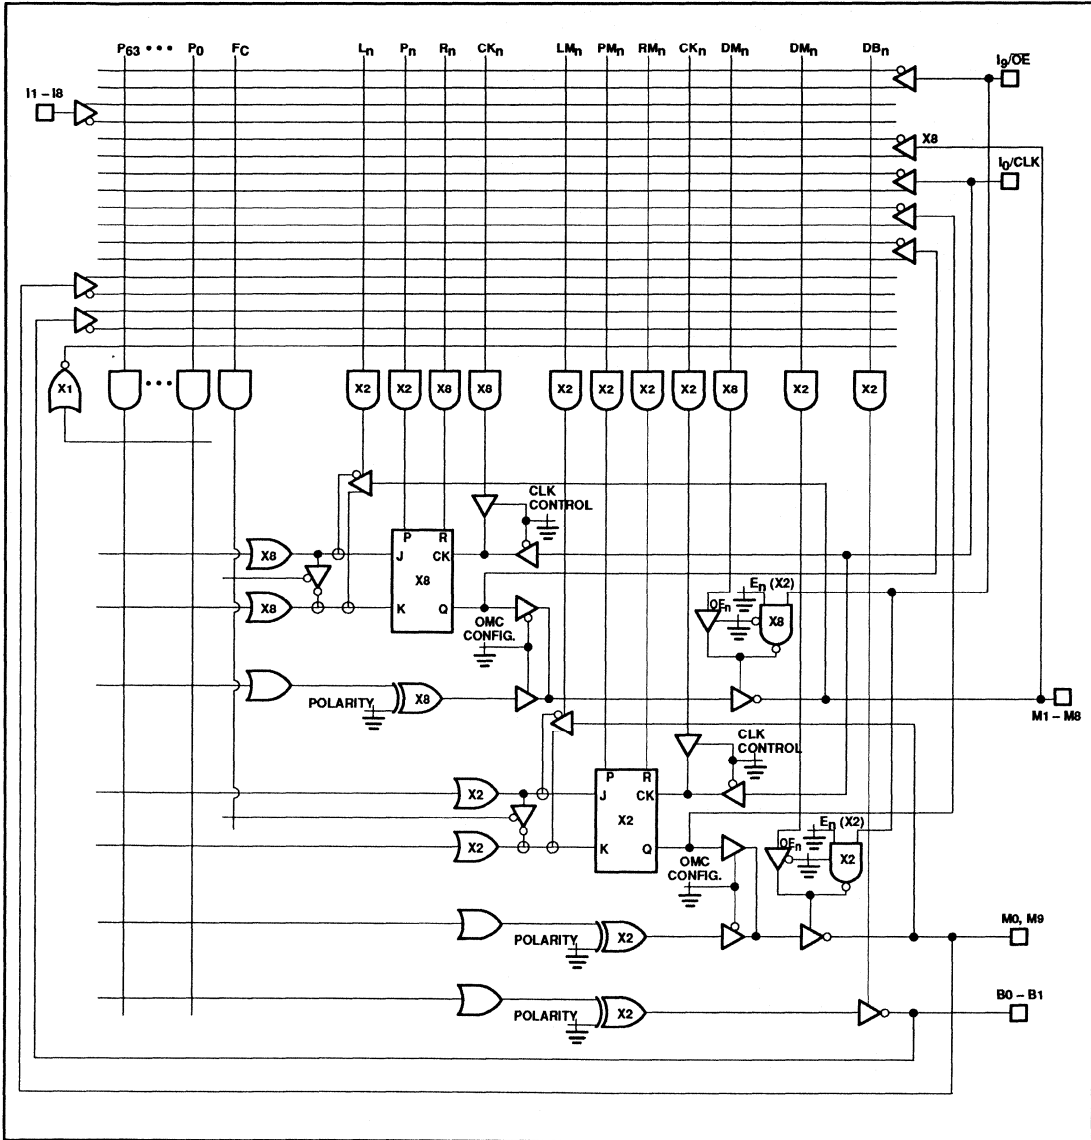 P63 ••• P0 FC Ln Pn Rn CKn LMn PMn RMn CKn DMn DMn DBn
I9/O̅E̅
I1 – I8
X8
I0/CLK
X1 ••• X2 X2 X8 X8 X2 X2 X2 X2 X8 X2 X2
CLK
CONTROL
P R
X8 J CK
X8
En (X2)
OEn
X8
X8 K Q
OMC
CONFIG.
POLARITY X8
M1 – M8
CLK
CONTROL
P R
X2 J CK
X2
En (X2)
OEn
X2
X2 K Q
OMC
CONFIG.
POLARITY X2
M0, M9
POLARITY X2
B0 – B1